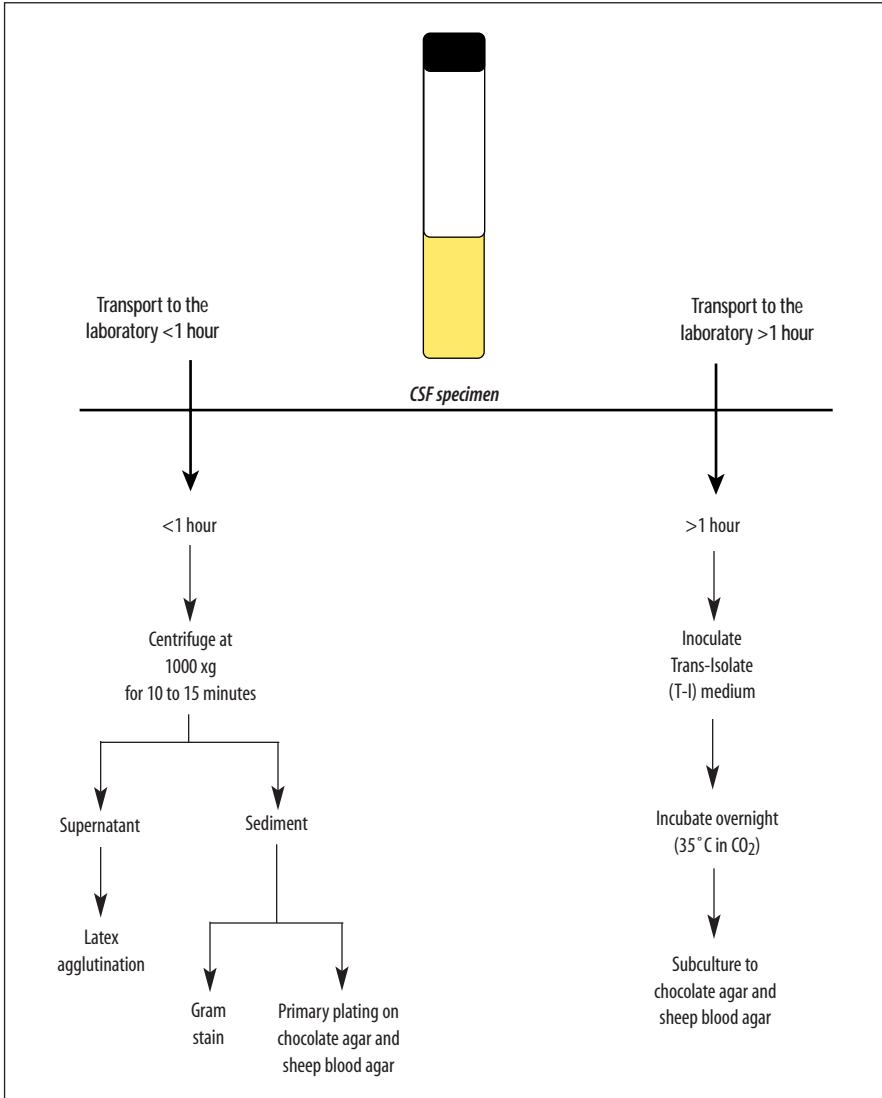 Transport to the
laboratory <1 hour
Transport to the
laboratory >1 hour
CSF specimen
<1 hour
>1 hour
Centrifuge at
1000 xg
for 10 to 15 minutes
Inoculate
Trans-Isolate
(T-I) medium
Supernatant
Sediment
Incubate overnight
(35˚C in CO2)
Latex
agglutination
Gram
stain
Primary plating on
chocolate agar and
sheep blood agar
Subculture to
chocolate agar and
sheep blood agar